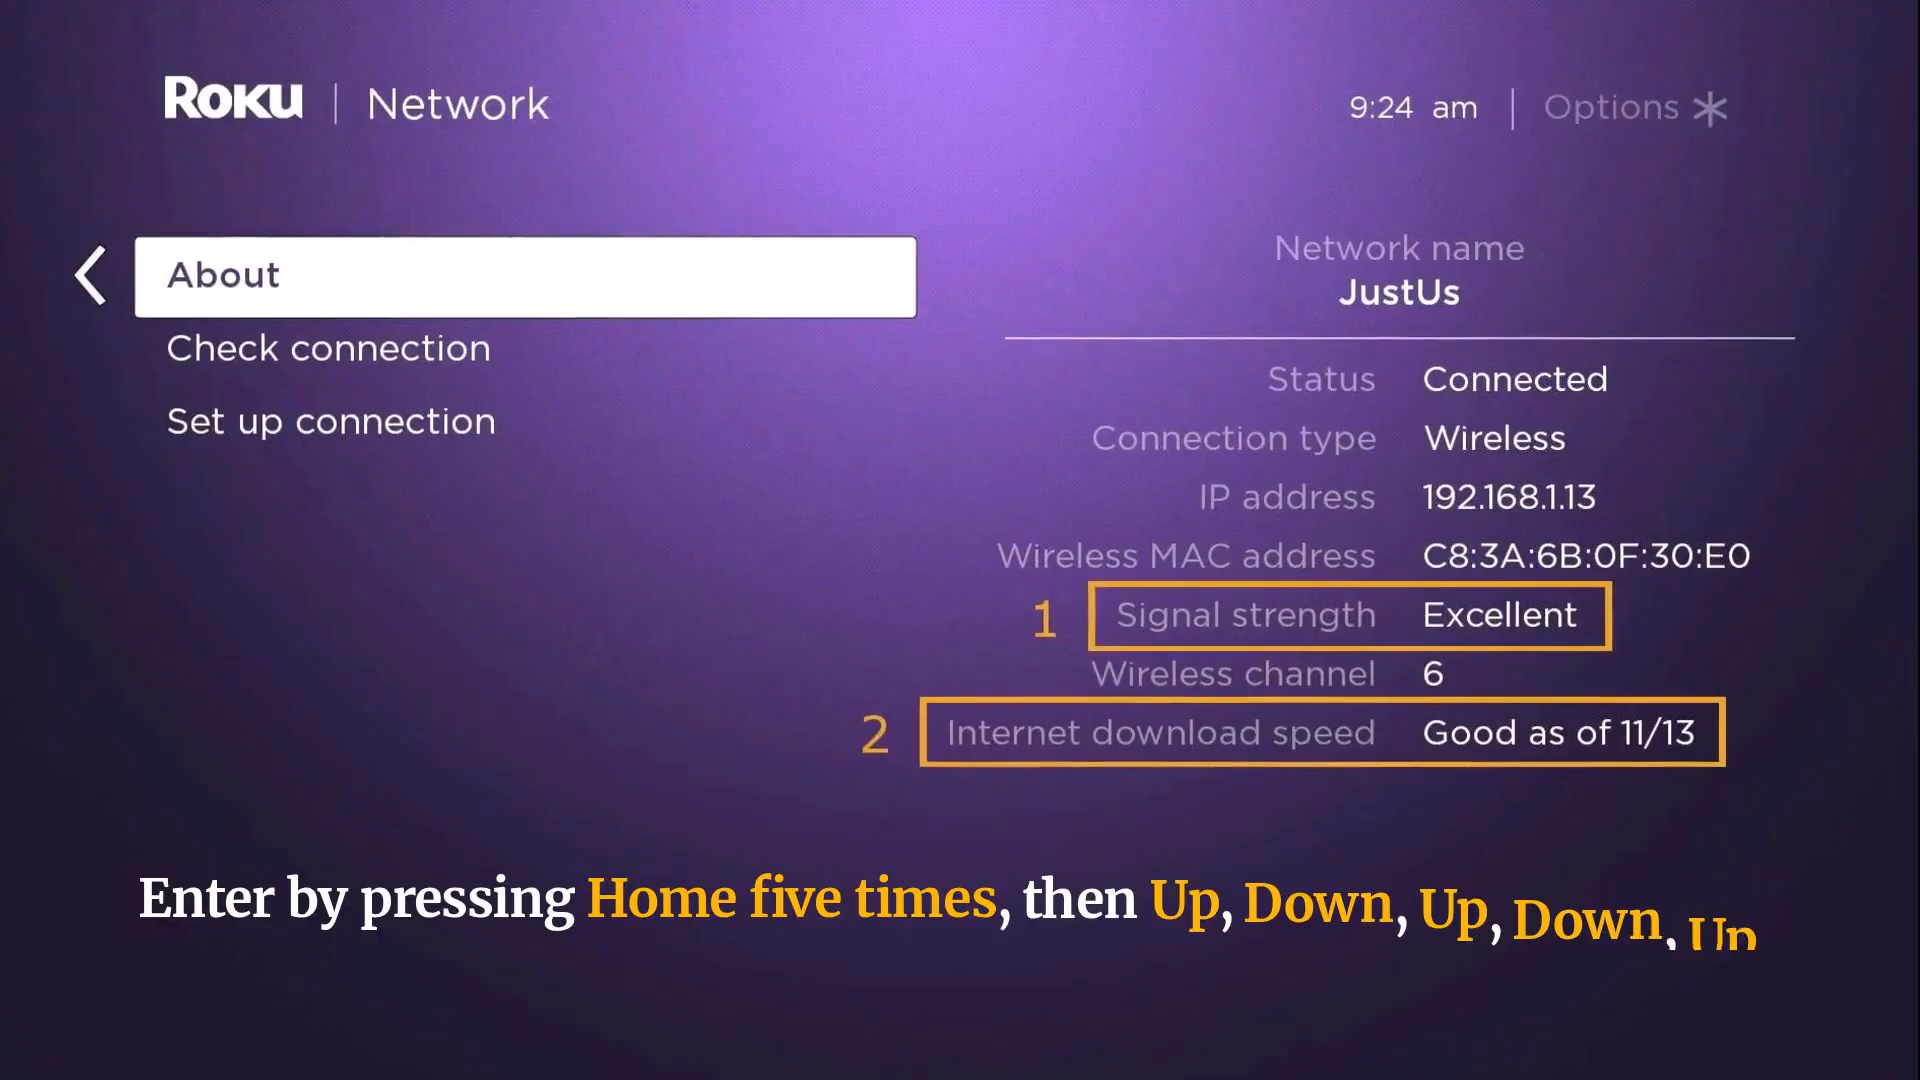 Roku | Network
9:24 am | Options
About
Check connection
Set up connection
Network name
JustUs
Status Connected
Connection type Wireless
IP address 192.168.1.13
Wireless MAC address C8:3A:6B:0F:30:E0
1 Signal strength Excellent
Wireless channel 6
2 Internet download speed Good as of 11/13
Enter by pressing Home five times, then Up, Down, Up, Down, Up